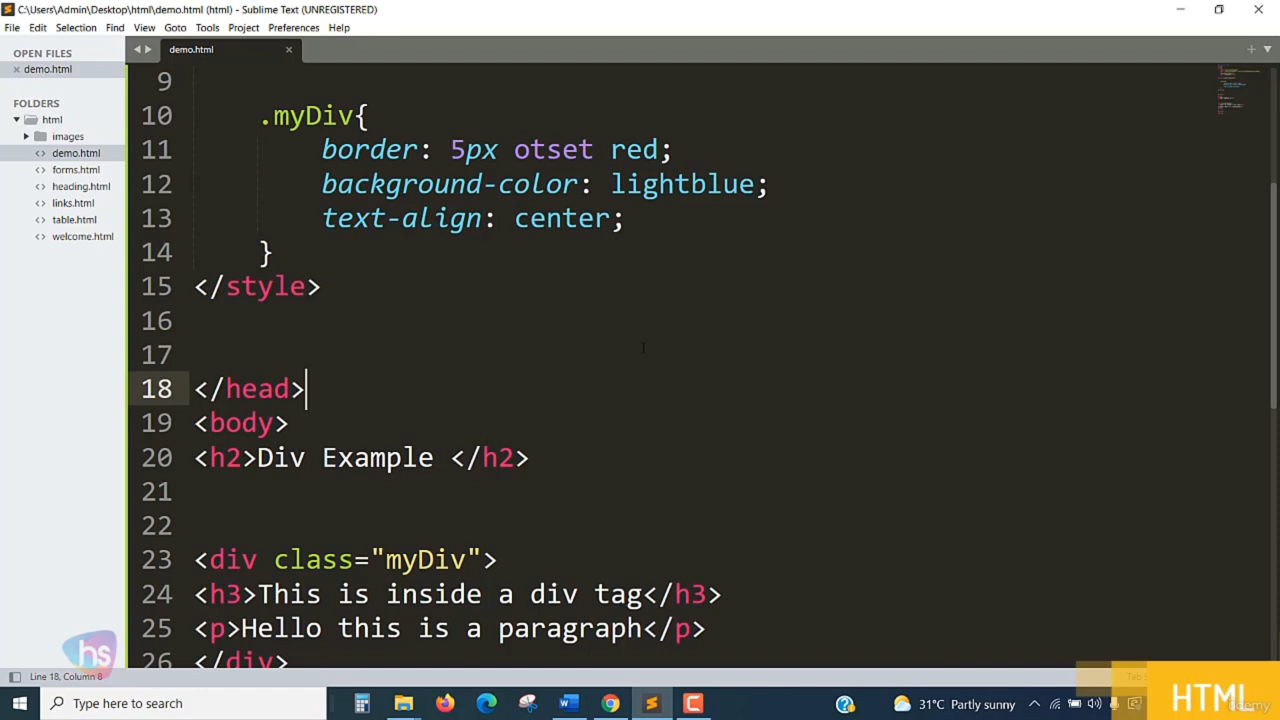 C:\Users\Admin\Desktop\html\demo.html (html) - Sublime Text (UNREGISTERED)
File Edit Selection Find View Goto Tools Project Preferences Help
OPEN FILES
demo.html
FOLDERS
html
images
demo.html
forms.html
heading.html
links.html
table.html
welcome.html
demo.html
9
10 .myDiv{
11 border: 5px otset red;
12 background-color: lightblue;
13 text-align: center;
14 }
15 </style>
16
17
18 </head>
19 <body>
20 <h2>Div Example </h2>
21
22
23 <div class="myDiv">
24 <h3>This is inside a div tag</h3>
25 <p>Hello this is a paragraph</p>
26 </div>
hs
Line 18, Column 8
HTML
Udemy
Type here to search
31°C Partly sunny